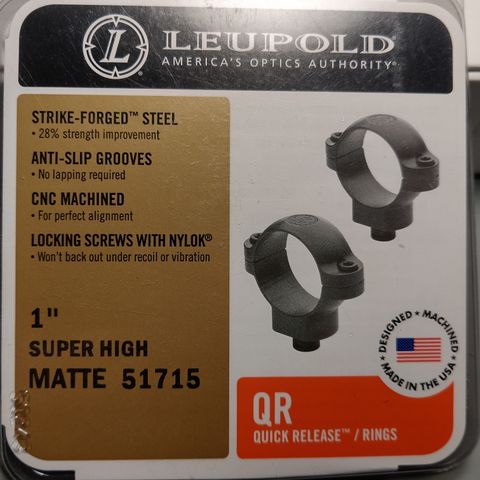 L
LEUPOLD
AMERICA'S OPTICS AUTHORITY®
STRIKE-FORGED™ STEEL
• 28% strength improvement
ANTI-SLIP GROOVES
• No lapping required
CNC MACHINED
• For perfect alignment
LOCKING SCREWS WITH NYLOK®
• Won't back out under recoil or vibration
1"
SUPER HIGH
MATTE 51715
DESIGNED • MACHINED • MADE IN THE USA •
QR
QUICK RELEASE™ / RINGS